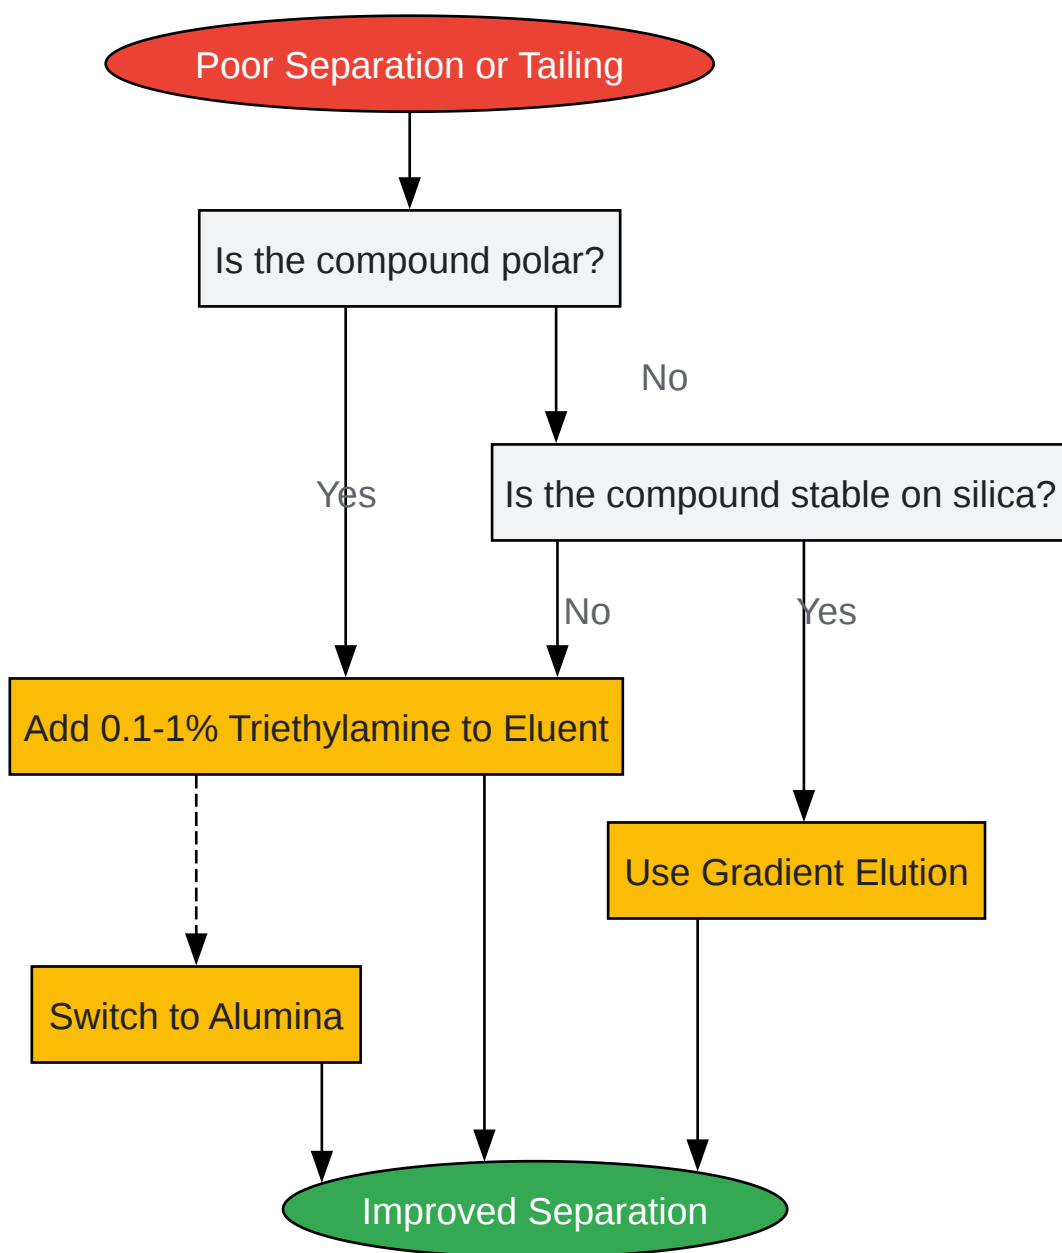 Poor Separation or Tailing
Is the compound polar?
No
Yes
Is the compound stable on silica?
No
Yes
Add 0.1-1% Triethylamine to Eluent
Use Gradient Elution
Switch to Alumina
Improved Separation